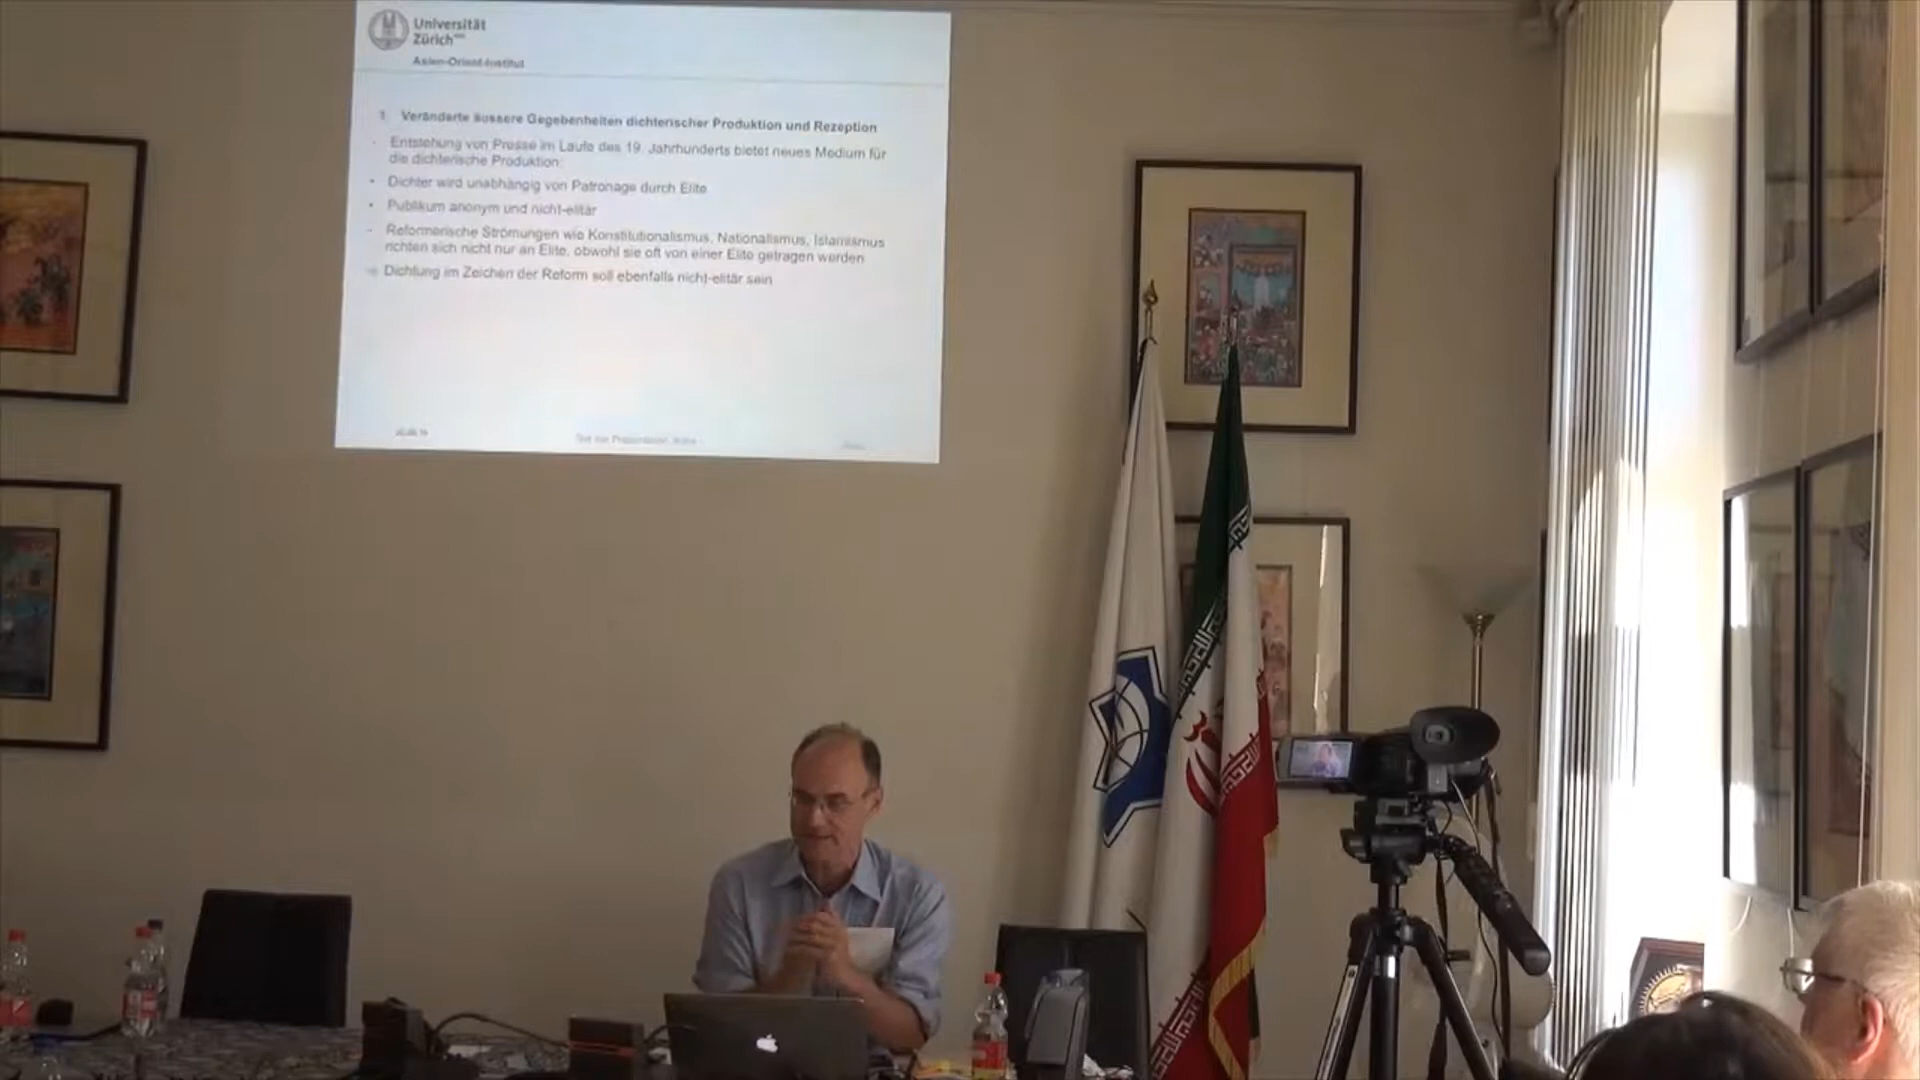 Universität
Zürich
Asien-Orient-Institut
1 Veränderte äussere Gegebenheiten dichterischer Produktion und Rezeption
- Entstehung von Presse im Laufe des 19. Jahrhunderts bietet neues Medium für
die dichterische Produktion:
• Dichter wird unabhängig von Patronage durch Elite
• Publikum anonym und nicht-elitär
- Reformerische Strömungen wie Konstitutionalismus, Nationalismus, Islamismus
richten sich nicht nur an Elite, obwohl sie oft von einer Elite getragen werden
⇒ Dichtung im Zeichen der Reform soll ebenfalls nicht-elitär sein